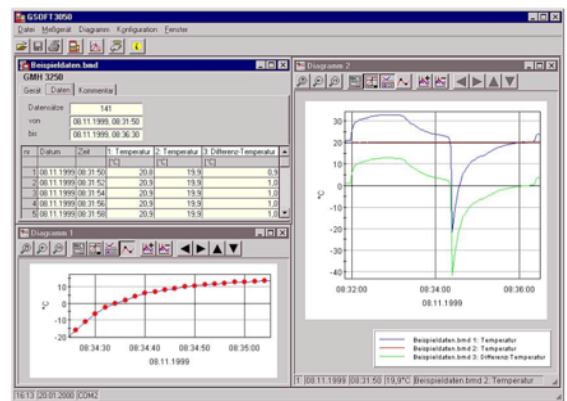 GSOFT3050
Datei Meßgerät Diagramm Konfiguration Fenster
Beispieldaten.bmd
GMH 3250
Gerät Daten Kommentar
Datensätze 141
von 08.11.1999, 08:31:50
bis 08.11.1999, 08:36:30
nr Datum Zeit 1: Temperatur 2: Temperatur 3: Differenz-Temperatur
[°C] [°C] [°C]
1 08.11.1999 08:31:50 20,8 19,9 0,9
2 08.11.1999 08:31:52 20,9 19,9 1,0
3 08.11.1999 08:31:54 20,9 19,9 1,0
4 08.11.1999 08:31:56 20,9 19,9 1,0
5 08.11.1999 08:31:58 20,9 19,9 1,0
Diagramm 1
10
0
-10
-20
°C
08:34:30 08:34:40 08:34:50 08:35:00
08.11.1999
Diagramm 2
30
20
10
0
-10
-20
-30
-40
°C
08:32:00 08:34:00 08:36:00
08.11.1999
Beispieldaten.bmd 1: Temperatur
Beispieldaten.bmd 2: Temperatur
Beispieldaten.bmd 3: Differenz-Temperatur
1 08.11.1999 08:31:50 19,9°C Beispieldaten.bmd 2: Temperatur
16:13 20.01.2000 COM2